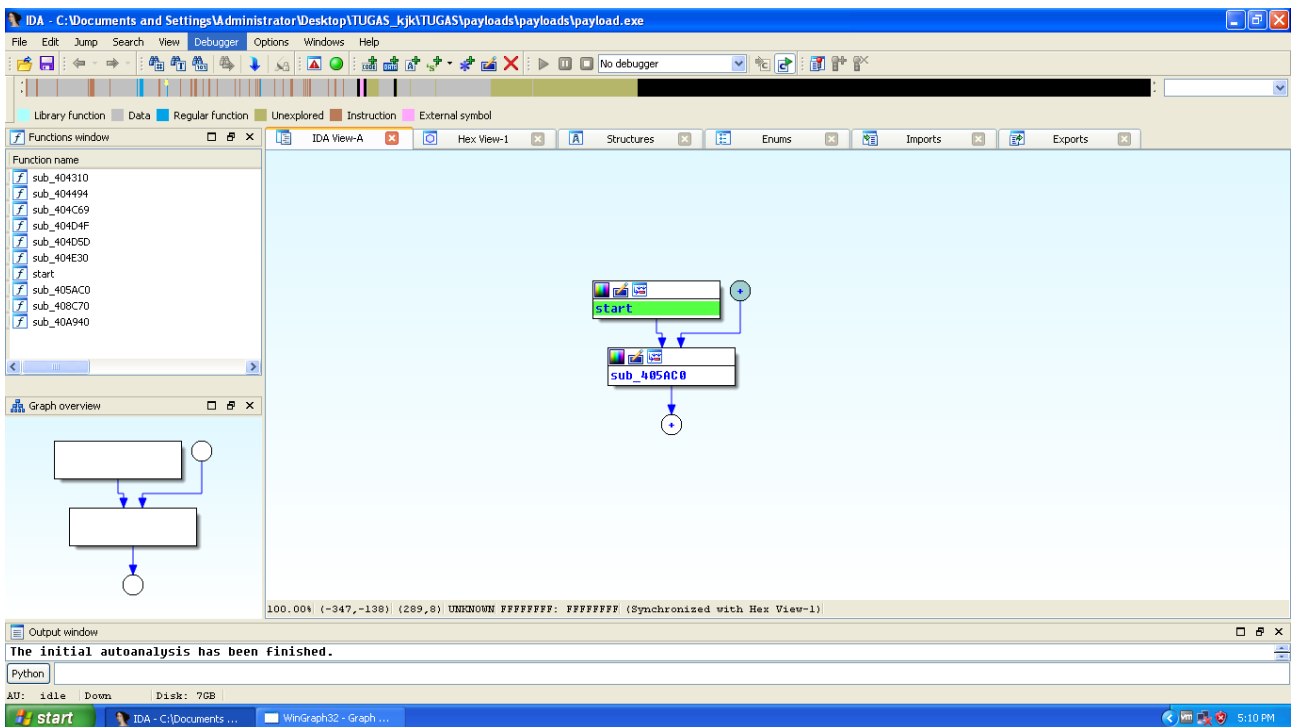 IDA - C:\Documents and Settings\Administrator\Desktop\TUGAS_kjk\TUGAS\payloads\payloads\payload.exe
File Edit Jump Search View Debugger Options Windows Help
No debugger
Library function Data Regular function Unexplored Instruction External symbol
Functions window
IDA View-A Hex View-1 Structures Enums Imports Exports
Function name
sub_404310
sub_404494
sub_404C69
sub_404D4F
sub_404D5D
sub_404E30
start
sub_405AC0
sub_408C70
sub_40A940
start
sub_405AC0
Graph overview
100.00% (-347,-138) (289,8) UNKNOWN FFFFFFFF: FFFFFFFF (Synchronized with Hex View-1)
Output window
The initial autoanalysis has been finished.
Python
AU: idle Down Disk: 7GB
start IDA - C:\Documents ... WinGraph32 - Graph ... 5:10 PM